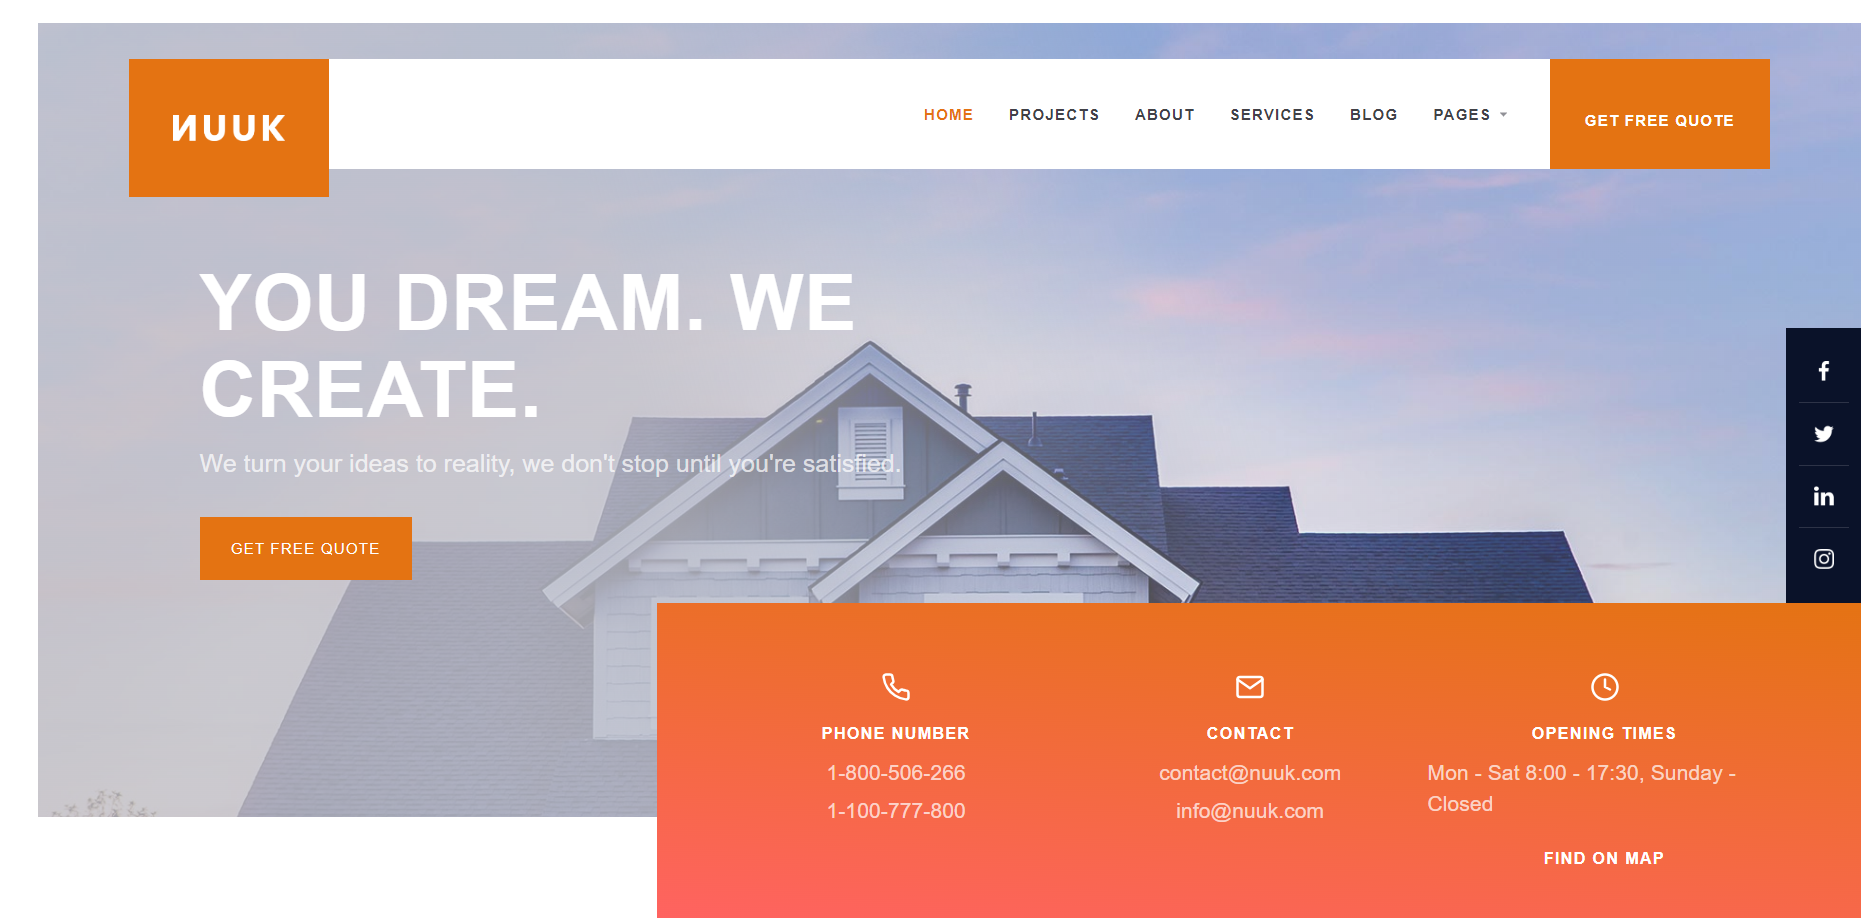 NUUK
HOME PROJECTS ABOUT SERVICES BLOG PAGES
GET FREE QUOTE
YOU DREAM. WE
CREATE.
We turn your ideas to reality, we don't stop until you're satisfied.
GET FREE QUOTE
PHONE NUMBER
1-800-506-266
1-100-777-800
CONTACT
contact@nuuk.com
info@nuuk.com
OPENING TIMES
Mon - Sat 8:00 - 17:30, Sunday -
Closed
FIND ON MAP